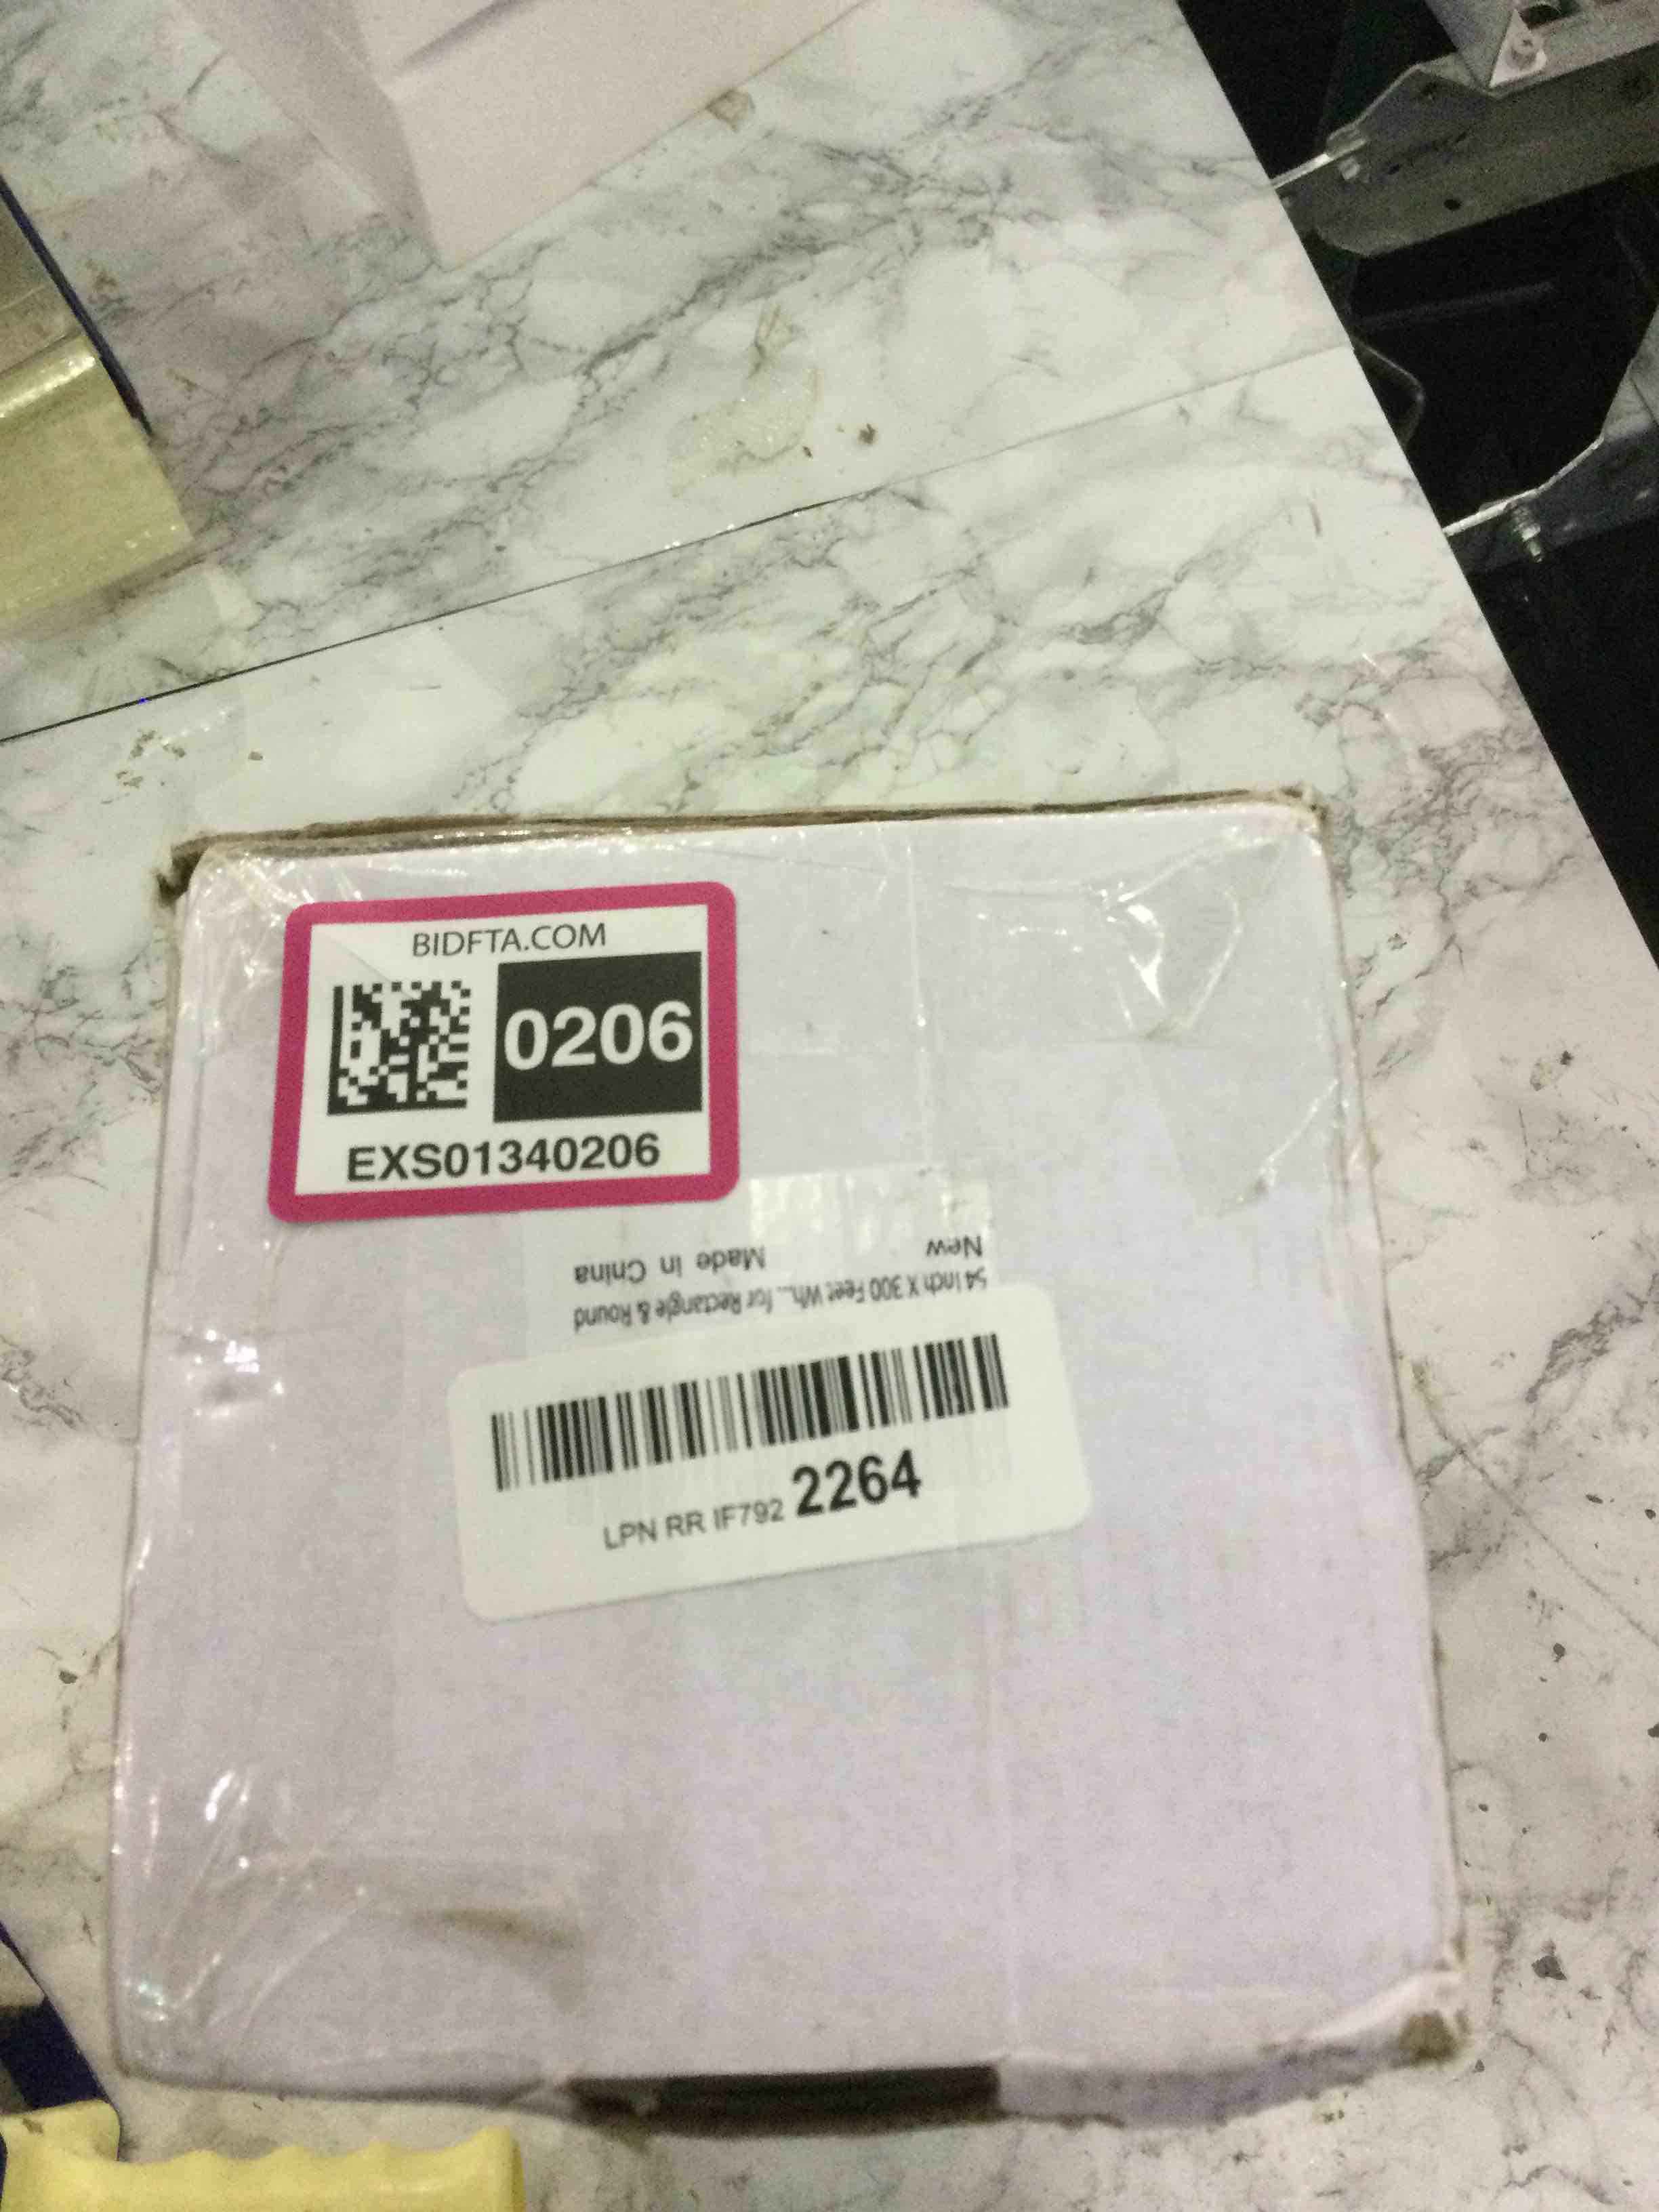 BIDFTA.COM
0206
EXS01340206
54 Inch X 300 Feet Wh... for Rectangle & Round
New Made in China
LPN RR IF792 2264